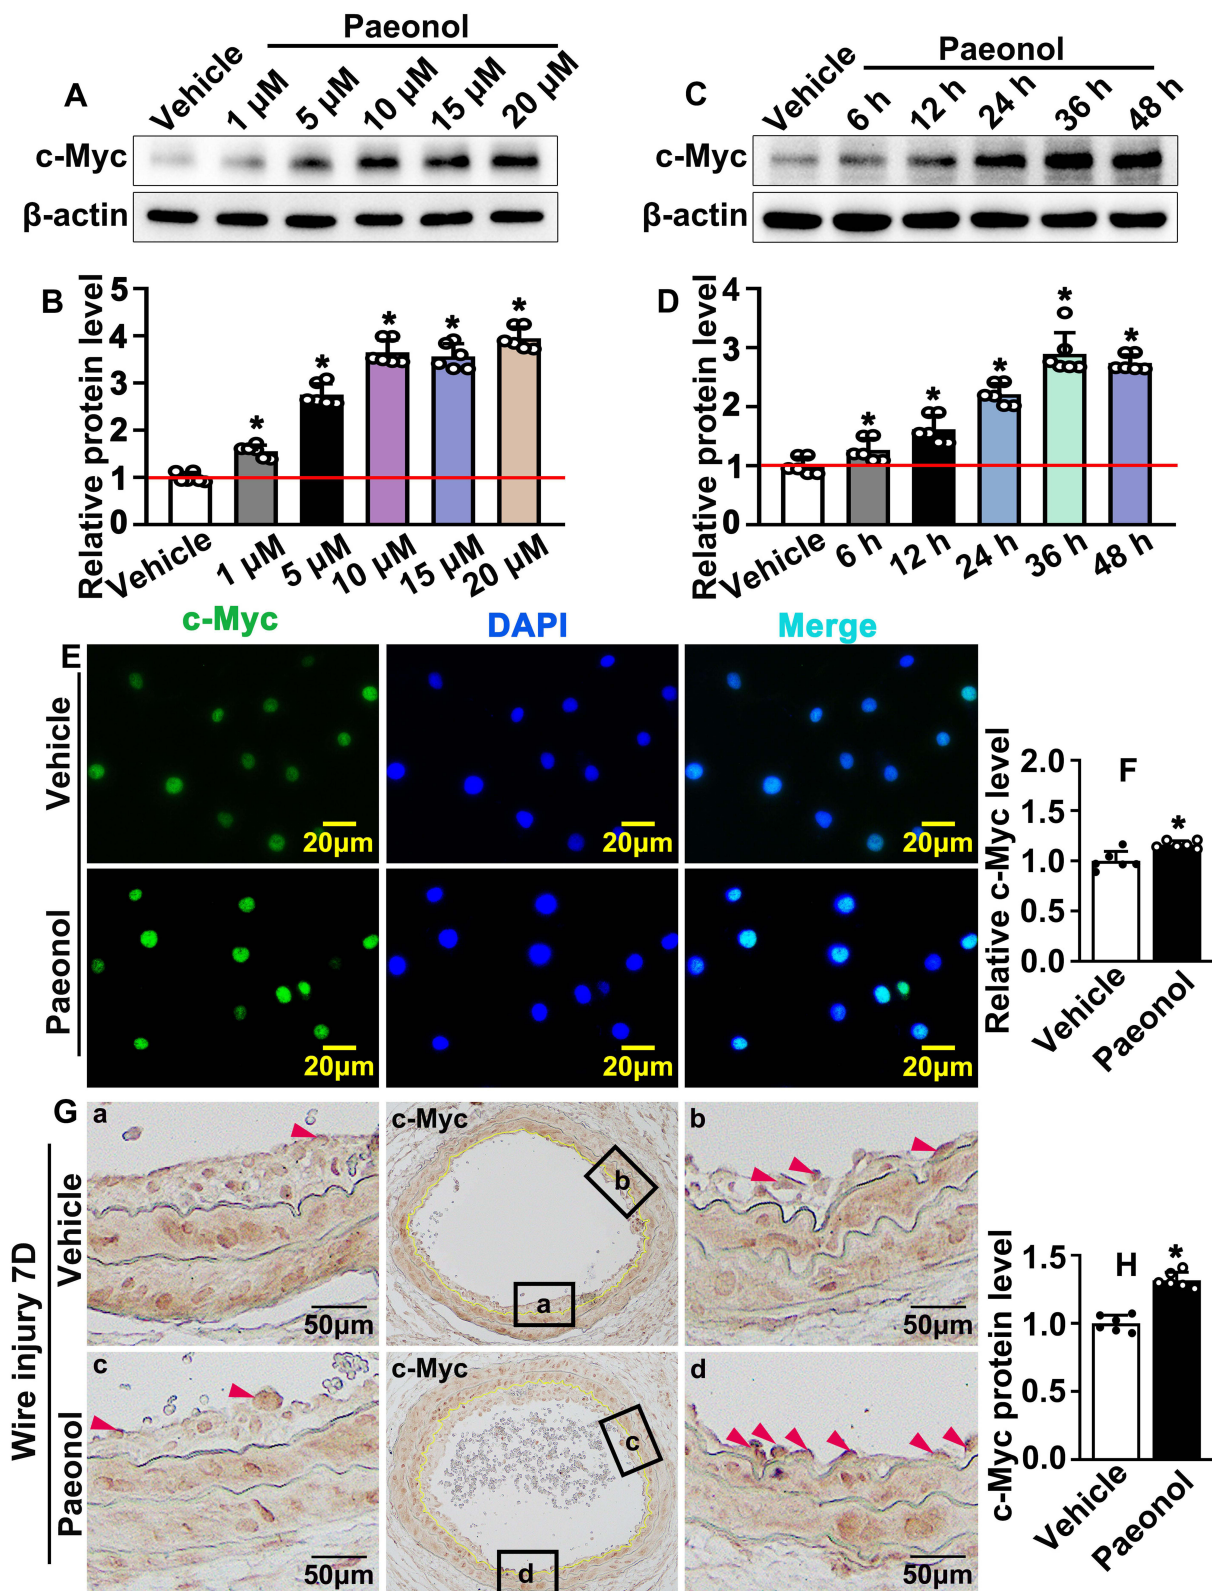 Paeonol
A
Vehicle
1 µM
5 µM
10 µM
15 µM
20 µM
c-Myc
β-actin
C
Paeonol
Vehicle
6 h
12 h
24 h
36 h
48 h
c-Myc
β-actin
B
Relative protein level
5
4
3
2
1
0
*
*
*
*
*
Vehicle
1 µM
5 µM
10 µM
15 µM
20 µM
D
Relative protein level
4
3
2
1
0
*
*
*
*
*
Vehicle
6 h
12 h
24 h
36 h
48 h
E
c-Myc
DAPI
Merge
Vehicle
20µm
20µm
20µm
Paeonol
20µm
20µm
20µm
F
Relative c-Myc level
2.0
1.5
1.0
0.5
0.0
*
Vehicle
Paeonol
G
Wire injury 7D
Vehicle
a
50µm
c-Myc
b
a
b
50µm
Paeonol
c
50µm
c-Myc
c
d
d
50µm
H
c-Myc protein level
1.5
1.0
0.5
0.0
*
Vehicle
Paeonol